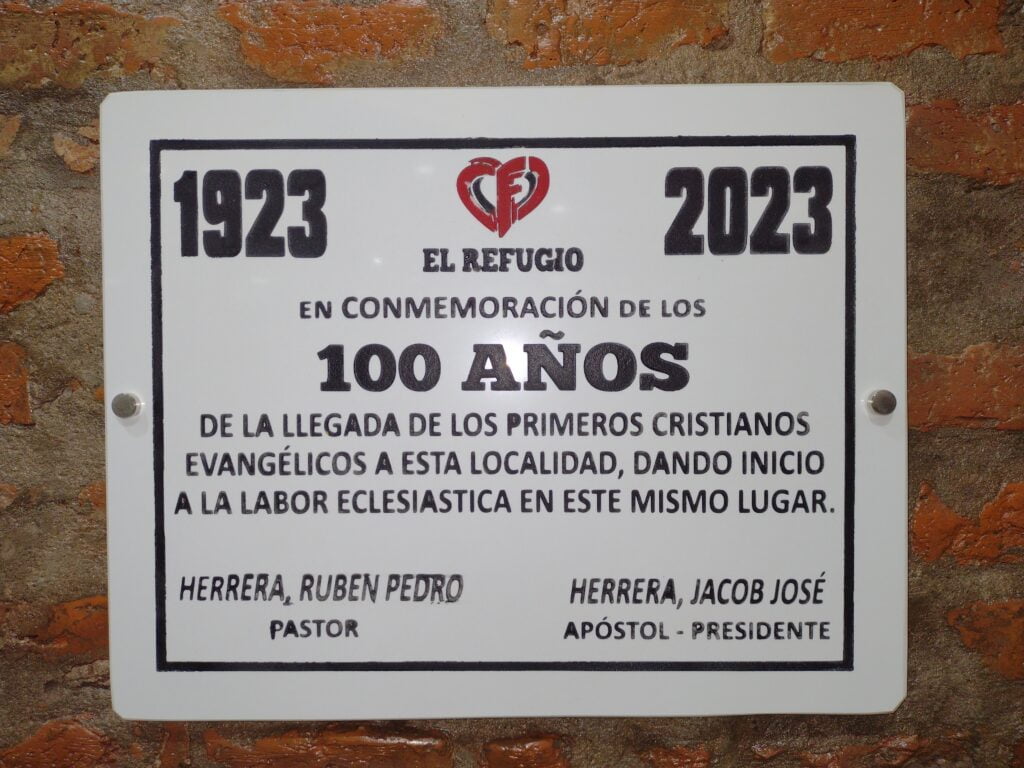 1923
2023
CFC
EL REFUGIO
EN CONMEMORACIÓN DE LOS
100 AÑOS
DE LA LLEGADA DE LOS PRIMEROS CRISTIANOS
EVANGÉLICOS A ESTA LOCALIDAD, DANDO INICIO
A LA LABOR ECLESIASTICA EN ESTE MISMO LUGAR.
HERRERA, RUBEN PEDRO
PASTOR
HERRERA, JACOB JOSÉ
APÓSTOL - PRESIDENTE